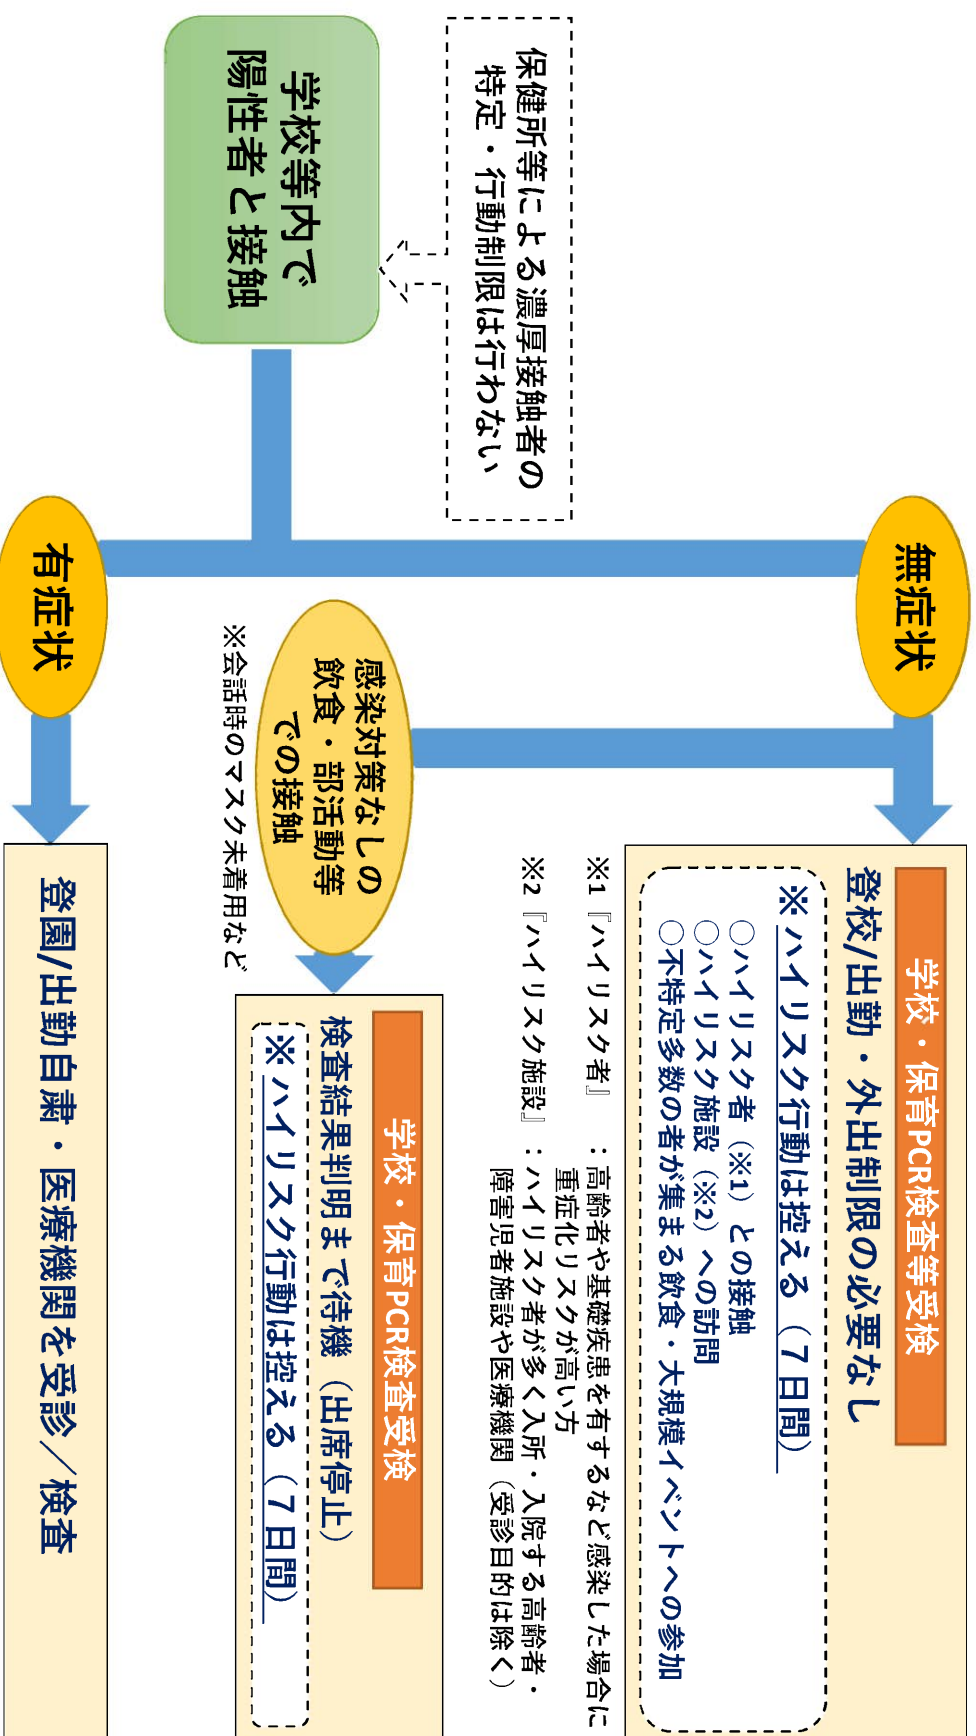 保健所等による濃厚接触者の
特定・行動制限は行わない
学校等内で
陽性者と接触
無症状
学校・保育PCR検査等受検
登校/出勤・外出制限の必要なし
※ハイリスク行動は控える（７日間）
○ハイリスク者（※1）との接触
○ハイリスク施設（※2）への訪問
○不特定多数の者が集まる飲食・大規模イベントへの参加
※1『ハイリスク者』　：高齢者や基礎疾患を有するなど感染した場合に
重症化リスクが高い方
※2『ハイリスク施設』：ハイリスク者が多く入所・入院する高齢者・
障害児者施設や医療機関（受診目的は除く）
感染対策なしの
飲食・部活動等
での接触
※会話時のマスク未着用など
学校・保育PCR検査受検
検査結果判明まで待機（出席停止）
※ハイリスク行動は控える（７日間）
有症状
登園/出勤自粛・医療機関を受診／検査